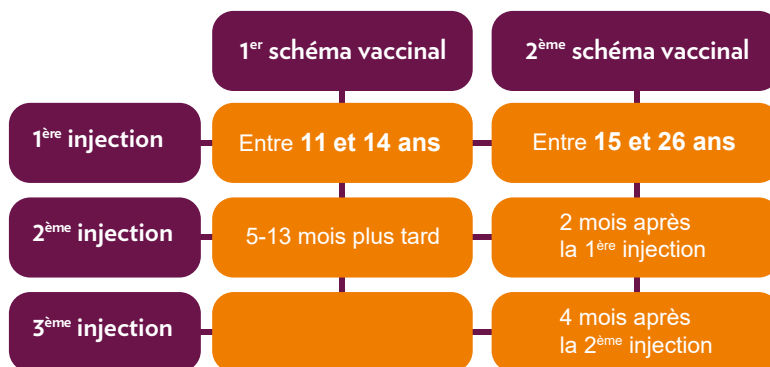 1er schéma vaccinal
2ème schéma vaccinal
1ère injection
Entre 11 et 14 ans
Entre 15 et 26 ans
2ème injection
5-13 mois plus tard
2 mois après
la 1ère injection
3ème injection
4 mois après
la 2ème injection